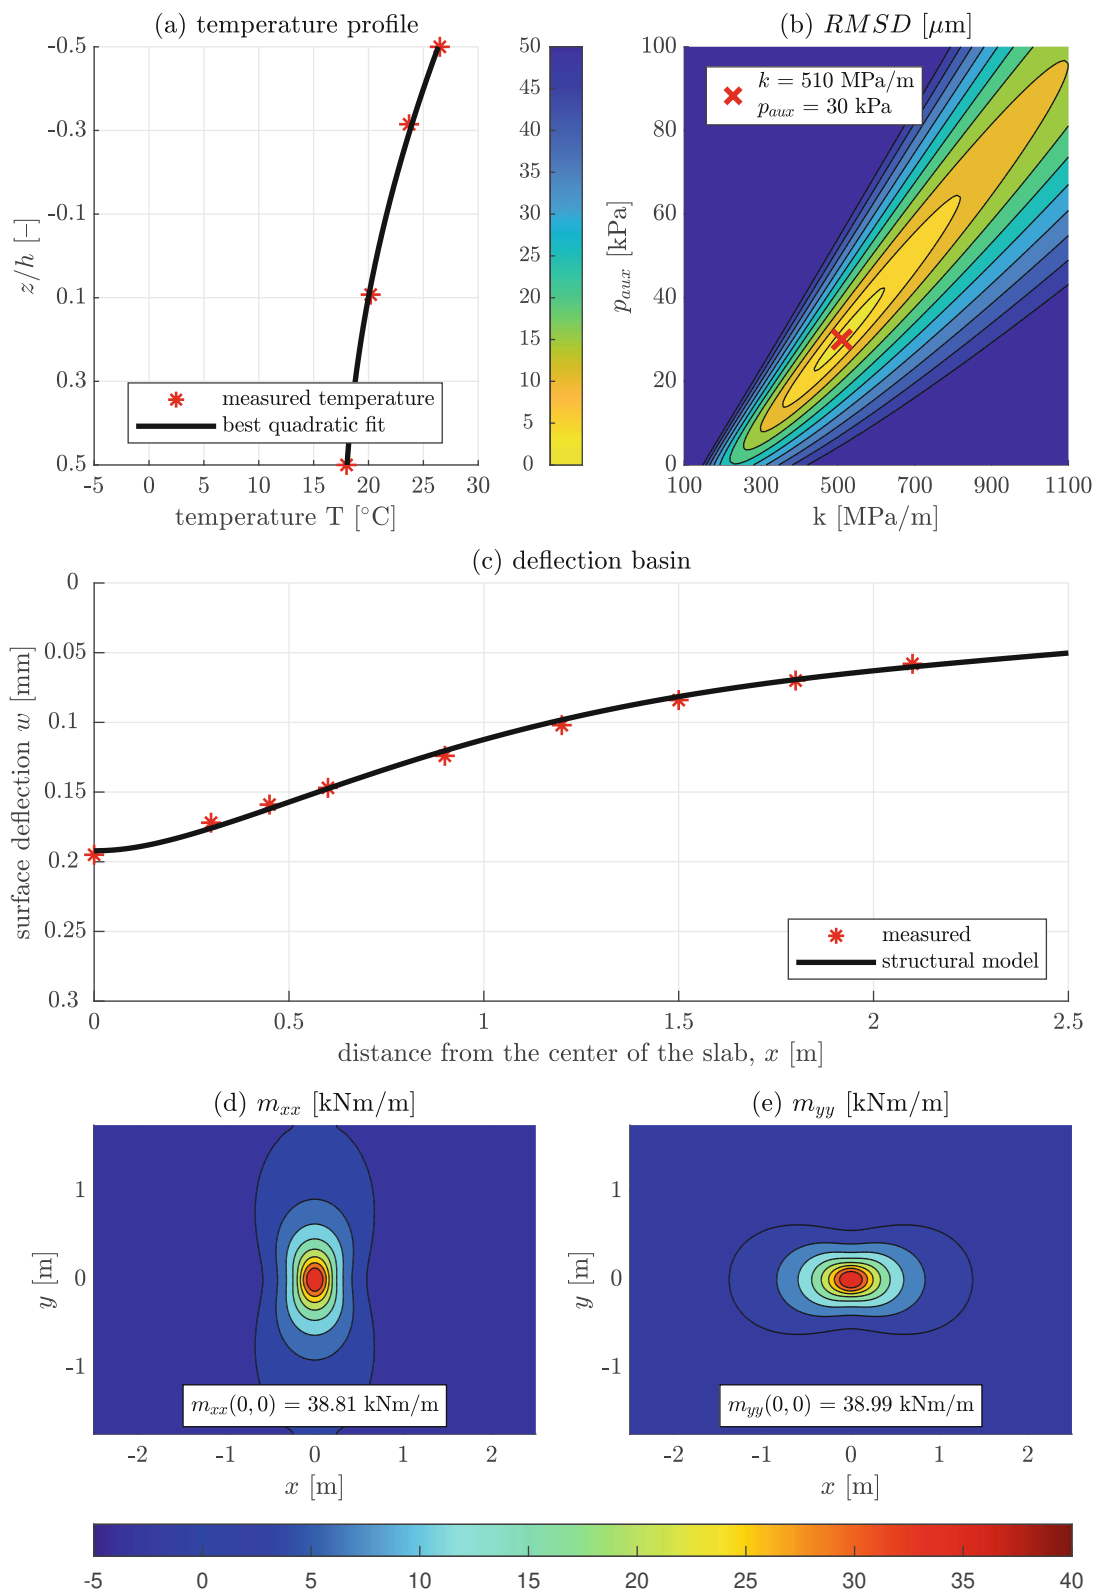 (a) temperature profile
-0.5
-0.3
-0.1
0.1
0.3
0.5
z/h [−]
measured temperature
best quadratic fit
-5 0 5 10 15 20 25 30
temperature T [°C]
50
45
40
35
30
25
20
15
10
5
0
(b) RMSD [μm]
k = 510 MPa/m
p_aux = 30 kPa
100
80
60
40
20
0
p_aux [kPa]
100 300 500 700 900 1100
k [MPa/m]
(c) deflection basin
0
0.05
0.1
0.15
0.2
0.25
0.3
surface deflection w [mm]
measured
structural model
0 0.5 1 1.5 2 2.5
distance from the center of the slab, x [m]
(d) m_xx [kNm/m]
1
0
-1
y [m]
m_xx(0,0) = 38.81 kNm/m
-2 -1 0 1 2
x [m]
(e) m_yy [kNm/m]
1
0
-1
y [m]
m_yy(0,0) = 38.99 kNm/m
-2 -1 0 1 2
x [m]
-5 0 5 10 15 20 25 30 35 40